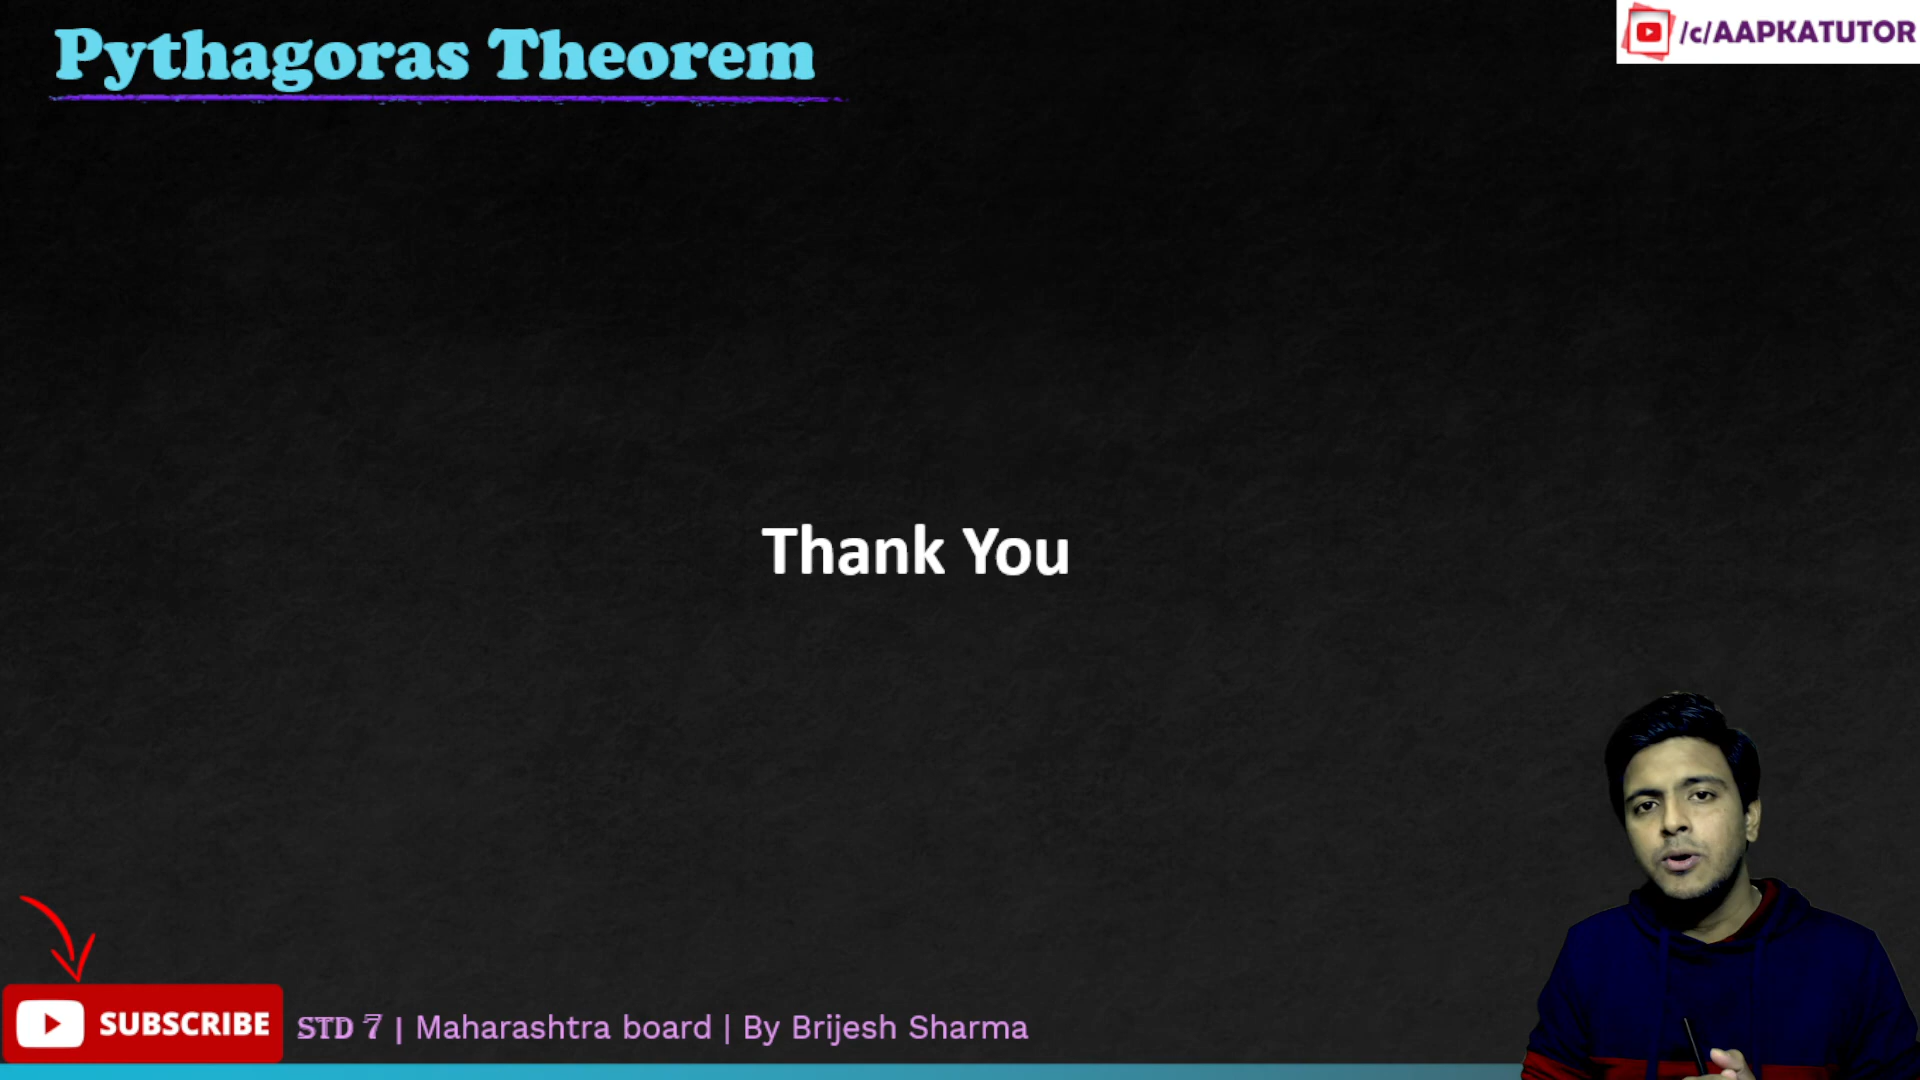 Pythagoras Theorem
/c/AAPKATUTOR
Thank You
SUBSCRIBE
STD 7 | Maharashtra board | By Brijesh Sharma